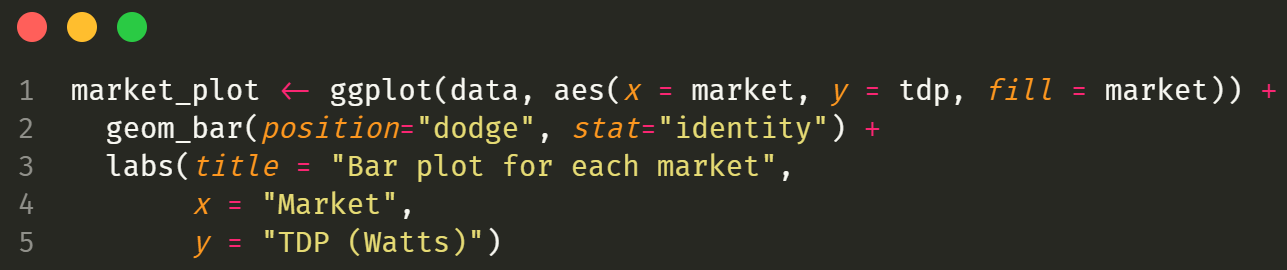 1 market_plot <- ggplot(data, aes(x = market, y = tdp, fill = market)) +
2 geom_bar(position="dodge", stat="identity") +
3 labs(title = "Bar plot for each market",
4 x = "Market",
5 y = "TDP (Watts)")